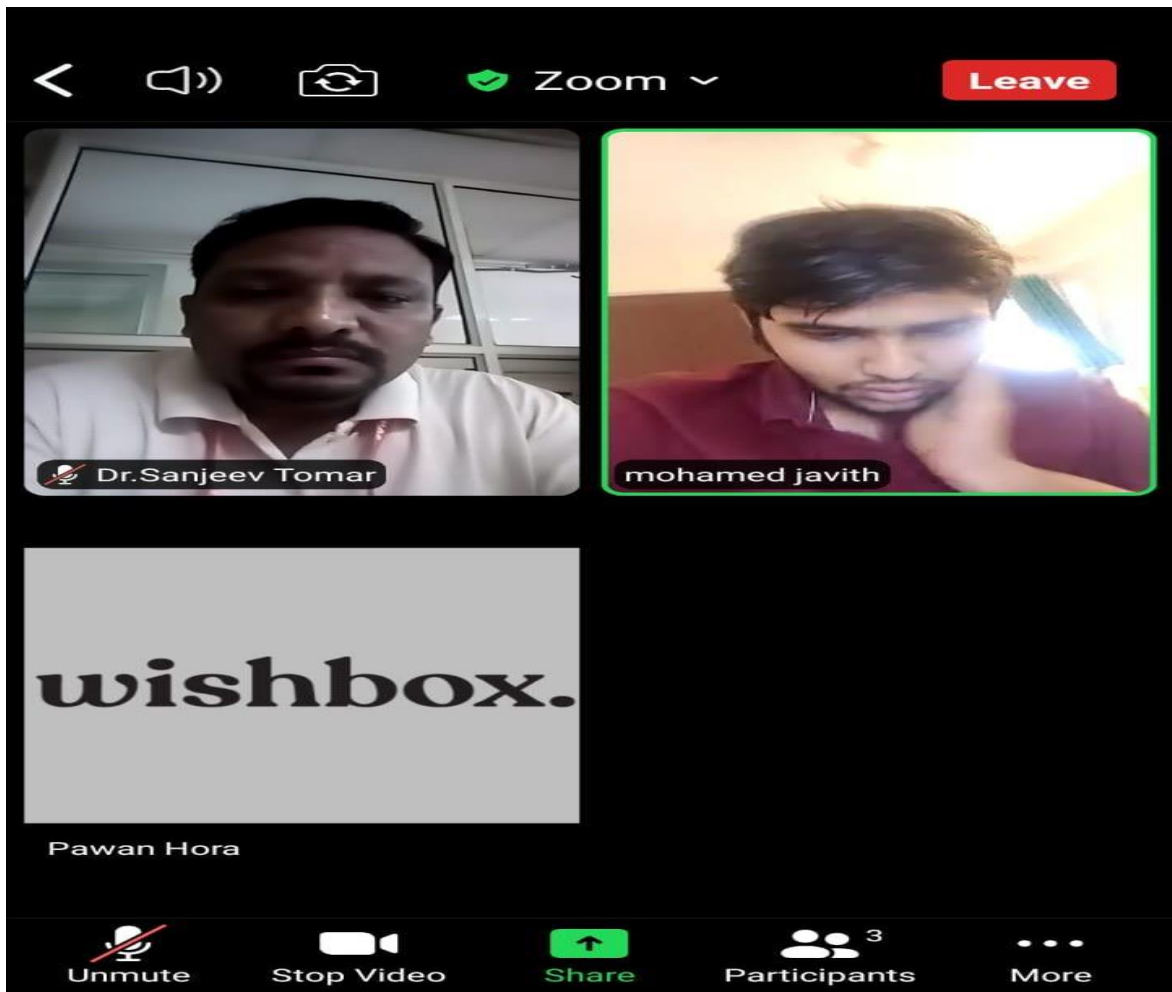 Zoom
Leave
Dr.Sanjeev Tomar
mohamed javith
wishbox.
Pawan Hora
Unmute
Stop Video
Share
Participants
3
More